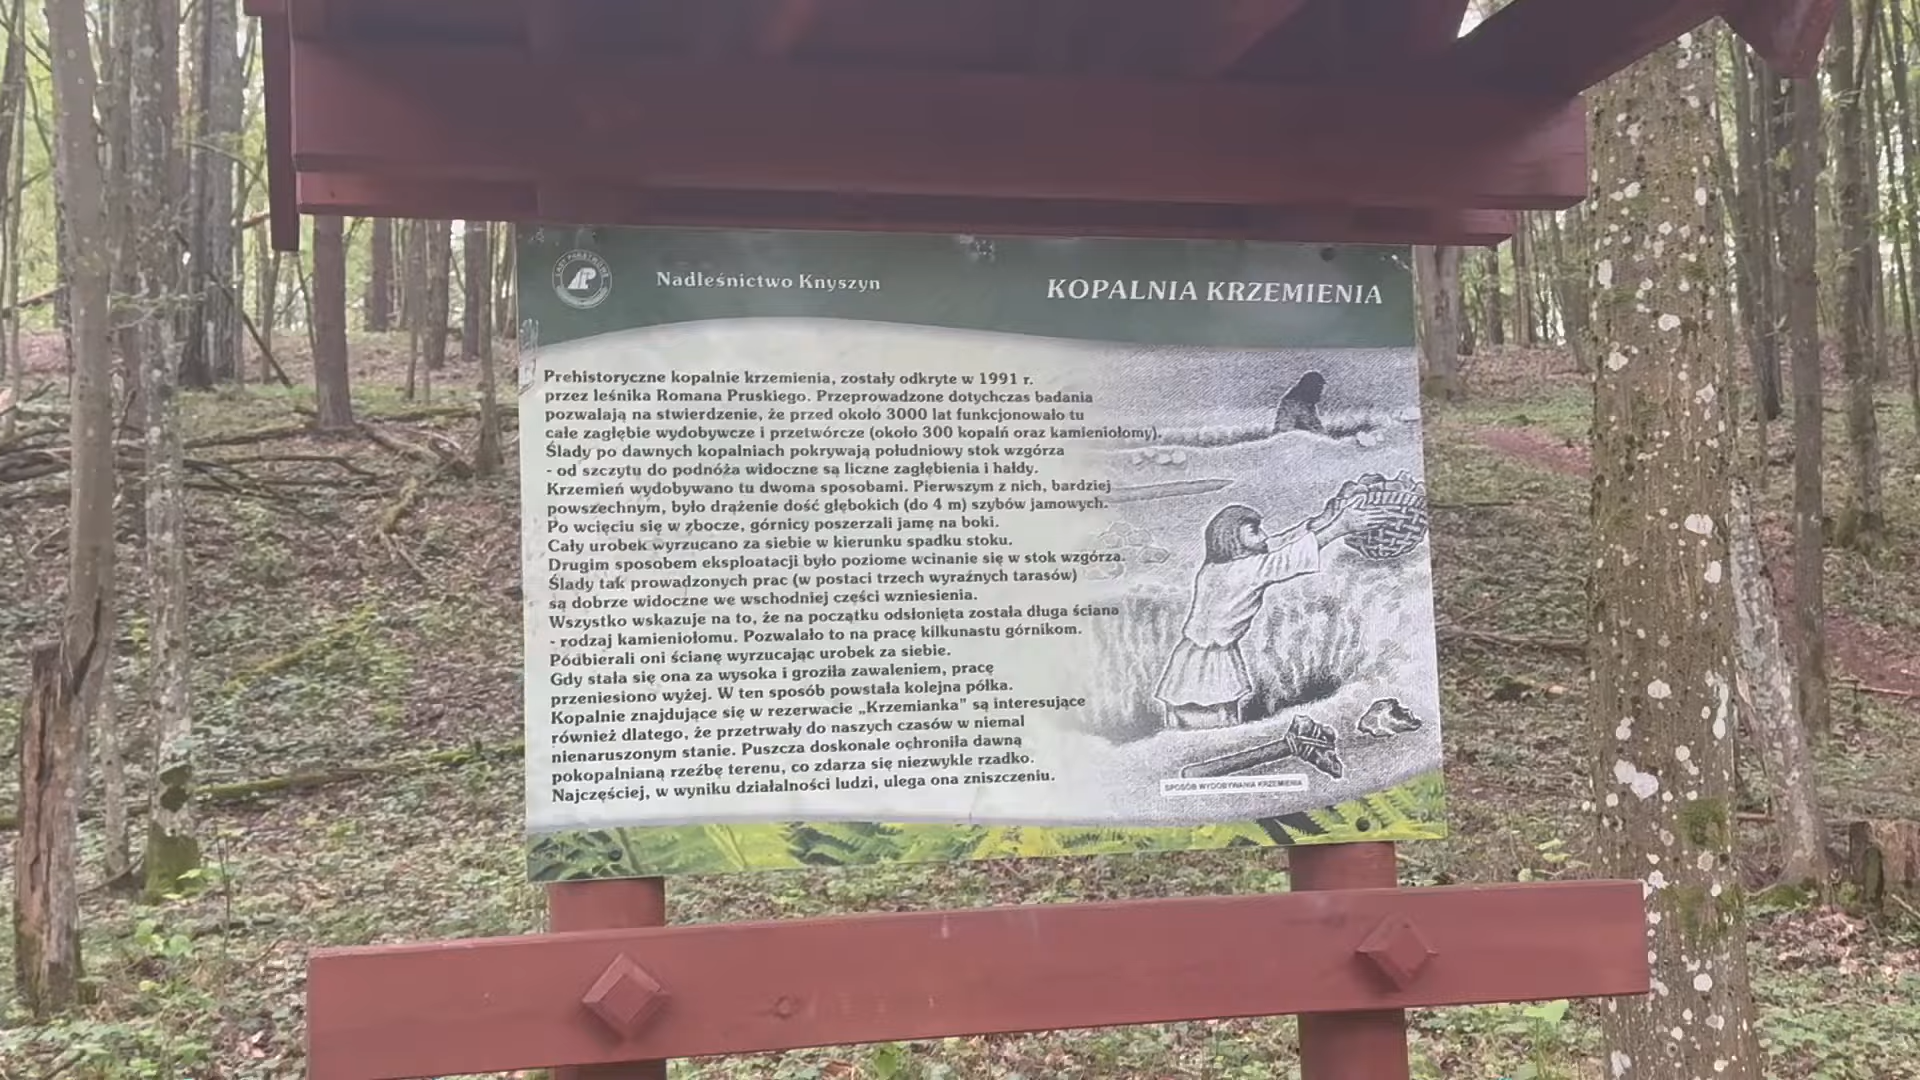 LASY PAŃSTWOWE
Nadleśnictwo Knyszyn
KOPALNIA KRZEMIENIA
Prehistoryczne kopalnie krzemienia, zostały odkryte w 1991 r.
przez leśnika Romana Pruskiego. Przeprowadzone dotychczas badania
pozwalają na stwierdzenie, że przed około 3000 lat funkcjonowało tu
całe zagłębie wydobywcze i przetwórcze (około 300 kopalń oraz kamieniołomy).
Ślady po dawnych kopalniach pokrywają południowy stok wzgórza
- od szczytu do podnóża widoczne są liczne zagłębienia i hałdy.
Krzemień wydobywano tu dwoma sposobami. Pierwszym z nich, bardziej
powszechnym, było drążenie dość głębokich (do 4 m) szybów jamowych.
Po wcięciu się w zbocze, górnicy poszerzali jamę na boki.
Cały urobek wyrzucano za siebie w kierunku spadku stoku.
Drugim sposobem eksploatacji było poziome wcinanie się w stok wzgórza.
Ślady tak prowadzonych prac (w postaci trzech wyraźnych tarasów)
są dobrze widoczne we wschodniej części wzniesienia.
Wszystko wskazuje na to, że na początku odsłonięta została długa ściana
- rodzaj kamieniołomu. Pozwalało to na pracę kilkunastu górnikom.
Podbierali oni ścianę wyrzucając urobek za siebie.
Gdy stała się ona za wysoka i groziła zawaleniem, pracę
przeniesiono wyżej. W ten sposób powstała kolejna półka.
Kopalnie znajdujące się w rezerwacie „Krzemianka” są interesujące
również dlatego, że przetrwały do naszych czasów w niemal
nienaruszonym stanie. Puszcza doskonale ochroniła dawną
pokopalnianą rzeźbę terenu, co zdarza się niezwykle rzadko.
Najczęściej, w wyniku działalności ludzi, ulega ona zniszczeniu.
SPOSÓB WYDOBYWANIA KRZEMIENIA